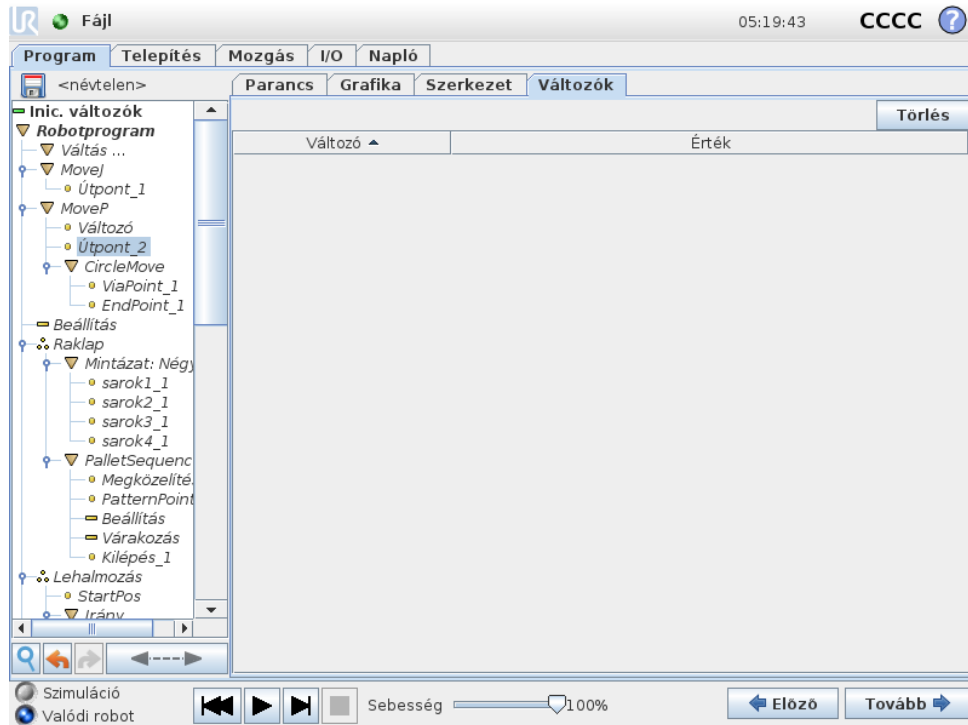 Fájl
05:19:43
CCCC
?
Program
Telepítés
Mozgás
I/O
Napló
<névtelen>
Parancs
Grafika
Szerkezet
Változók
Törlés
Változó
Érték
Inic. változók
Robotprogram
Váltás ...
MoveJ
Útpont_1
MoveP
Változó
Útpont_2
CircleMove
ViaPoint_1
EndPoint_1
Beállítás
Raklap
Mintázat: Négy
sarok1_1
sarok2_1
sarok3_1
sarok4_1
PalletSequenc
Megközelíté
PatternPoint
Beállítás
Várakozás
Kilépés_1
Lehalmozás
StartPos
Irány
Szimuláció
Valódi robot
Sebesség
100%
Előző
Tovább